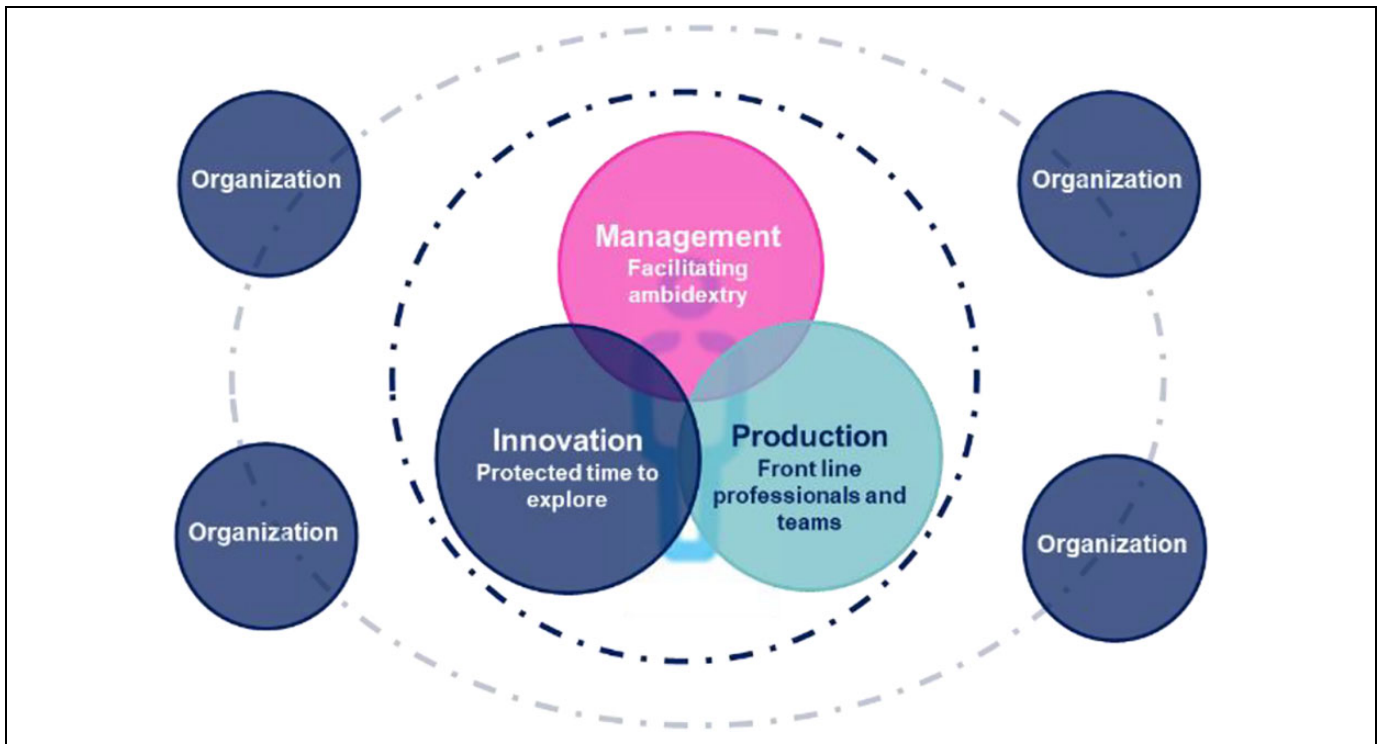 Organization
Organization
Management
Facilitating
ambidextry
Innovation
Protected time to
explore
Production
Front line
professionals and
teams
Organization
Organization